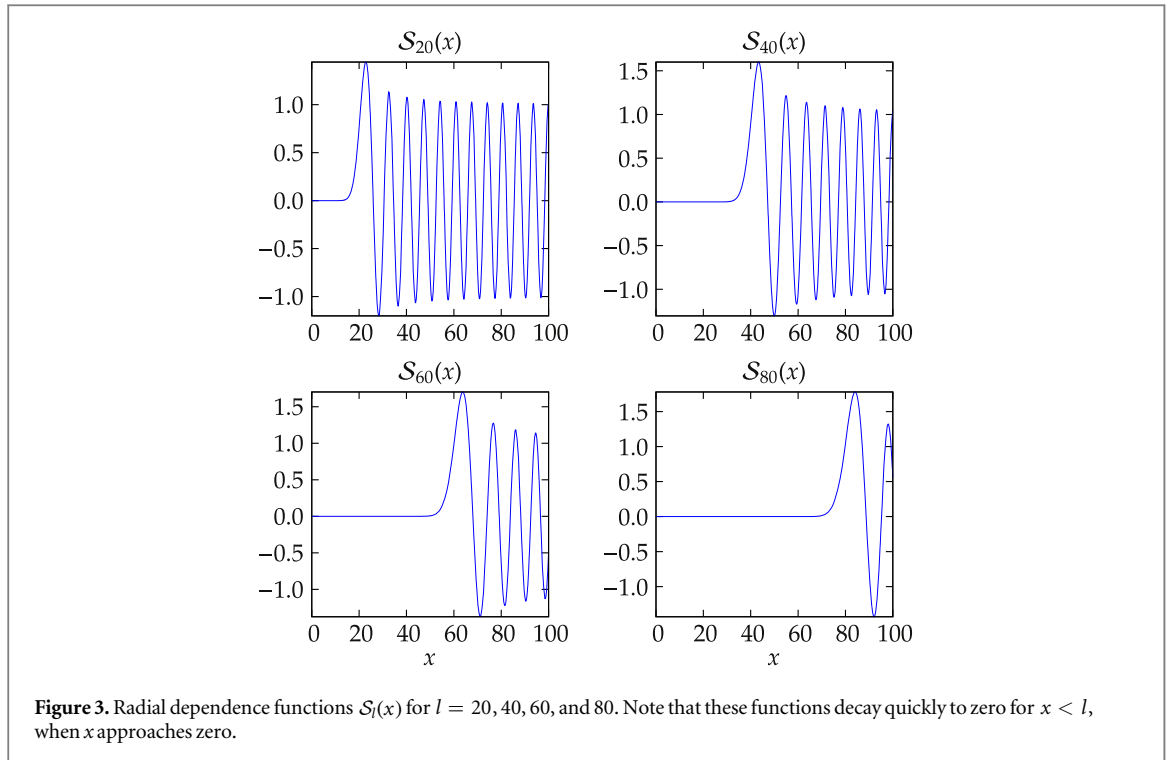 𝒮₂₀(x)
1.0
0.5
0.0
−0.5
−1.0
0 20 40 60 80 100
𝒮₄₀(x)
1.5
1.0
0.5
0.0
−0.5
−1.0
0 20 40 60 80 100
𝒮₆₀(x)
1.5
1.0
0.5
0.0
−0.5
−1.0
0 20 40 60 80 100
x
𝒮₈₀(x)
1.5
1.0
0.5
0.0
−0.5
−1.0
0 20 40 60 80 100
x
Figure 3. Radial dependence functions 𝒮ₗ(x) for l = 20, 40, 60, and 80. Note that these functions decay quickly to zero for x < l,
when x approaches zero.